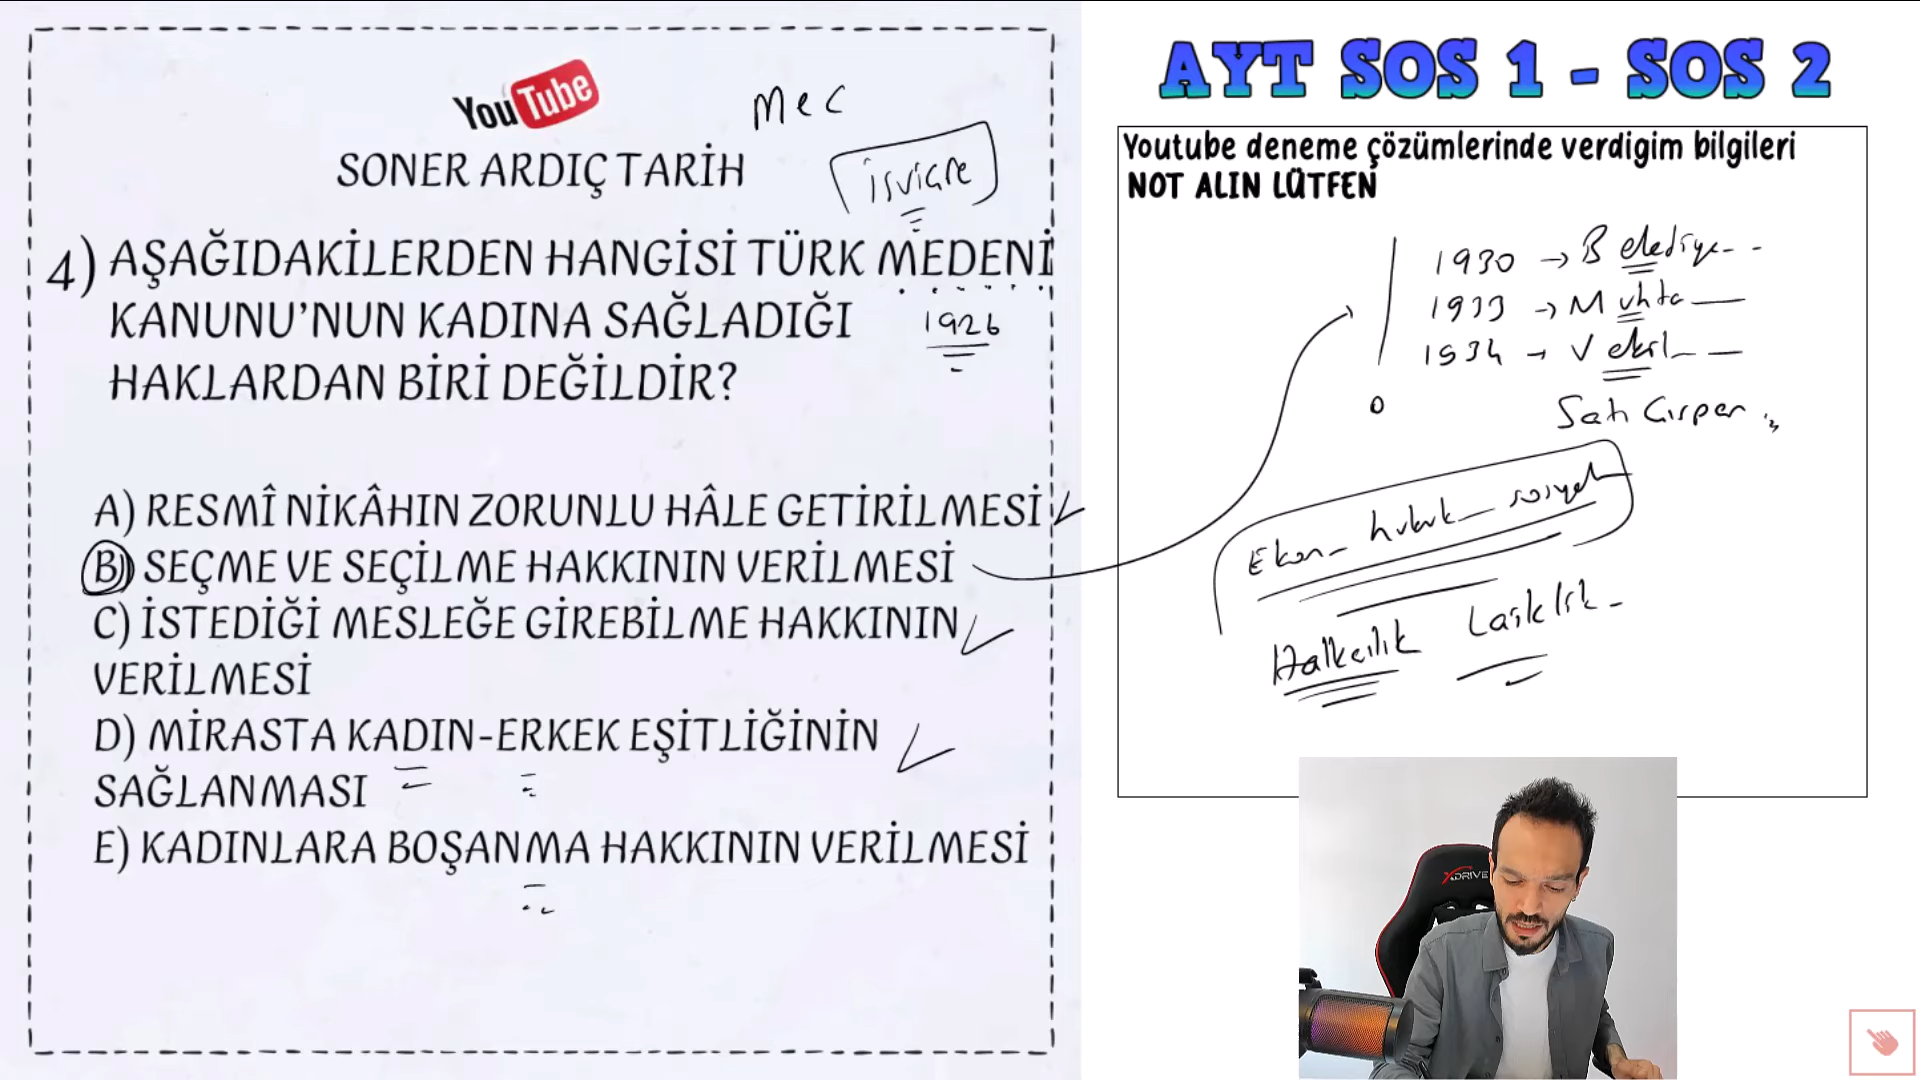 YouTube
Mec
SONER ARDIÇ TARİH
isviçre
4) AŞAĞIDAKİLERDEN HANGİSİ TÜRK MEDENİ
KANUNU'NUN KADINA SAĞLADIĞI
1926
HAKLARDAN BİRİ DEĞİLDİR?
A) RESMÎ NİKÂHIN ZORUNLU HÂLE GETİRİLMESİ
B) SEÇME VE SEÇİLME HAKKININ VERİLMESİ
C) İSTEDİĞİ MESLEĞE GİREBİLME HAKKININ
VERİLMESİ
D) MİRASTA KADIN-ERKEK EŞİTLİĞİNİN
SAĞLANMASI
E) KADINLARA BOŞANMA HAKKININ VERİLMESİ
AYT SOS 1 - SOS 2
Youtube deneme çözümlerinde verdigim bilgileri
NOT ALIN LÜTFEN
1930 → Belediye
1933 → Muhta
1934 → Vekil
Satı Çırpan
Ekon hukuk sosyal
Halkçılık Laiklik
XDRIVE